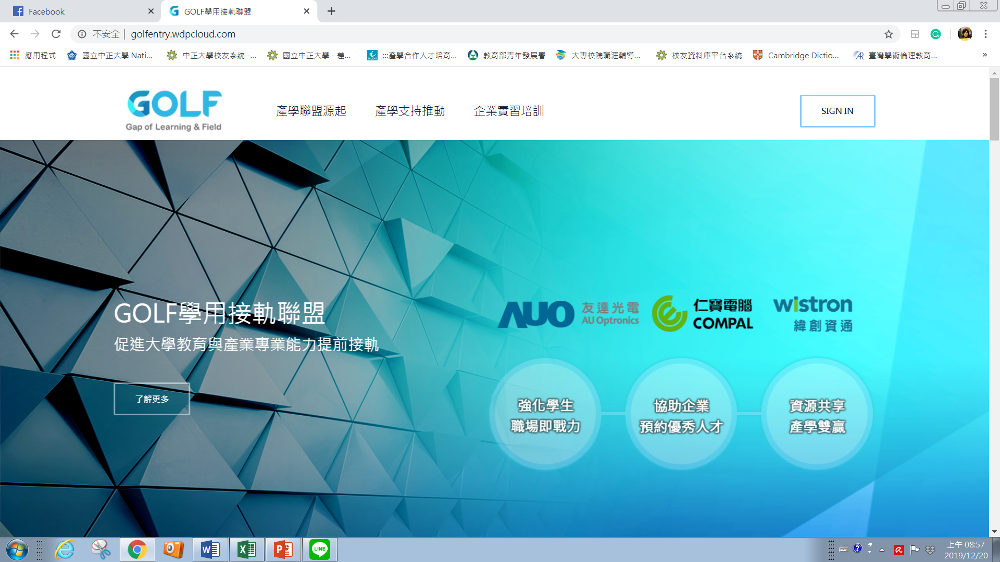 Facebook
GOLF學用接軌聯盟
不安全 | golfentry.wdpcloud.com
應用程式
國立中正大學 Nati...
中正大學校友系統 -...
國立中正大學 - 差...
:::產學合作人才培育...
教育部青年發展署
大專校院職涯輔導...
校友資料庫平台系統
Cambridge Dictio...
臺灣學術倫理教育...
»
GOLF
Gap of Learning & Field
產學聯盟源起
產學支持推動
企業實習培訓
SIGN IN
GOLF學用接軌聯盟
促進大學教育與產業專業能力提前接軌
了解更多
AUO 友達光電
AU Optronics
仁寶電腦
COMPAL
wistron
緯創資通
強化學生
職場即戰力
協助企業
預約優秀人才
資源共享
產學雙贏
LINE
上午 08:57
2019/12/20